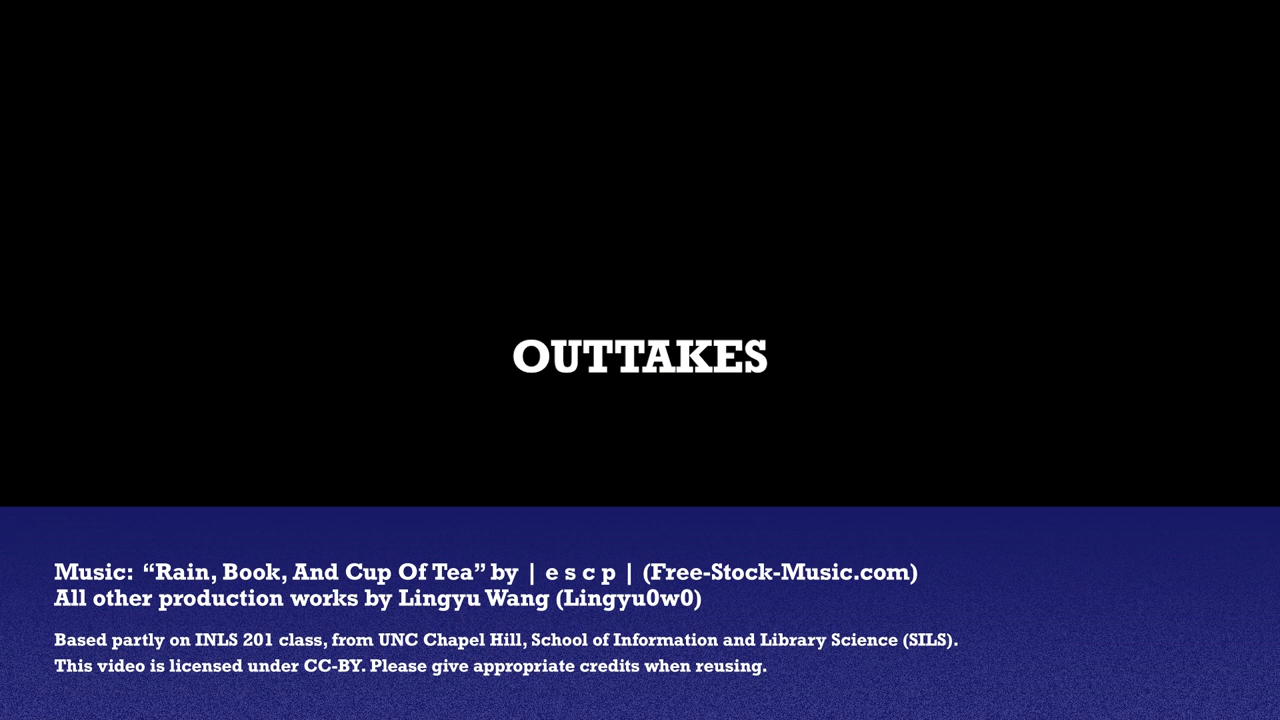 OUTTAKES
Music: “Rain, Book, And Cup Of Tea” by | e s c p | (Free-Stock-Music.com)
All other production works by Lingyu Wang (Lingyu0w0)
Based partly on INLS 201 class, from UNC Chapel Hill, School of Information and Library Science (SILS).
This video is licensed under CC-BY. Please give appropriate credits when reusing.